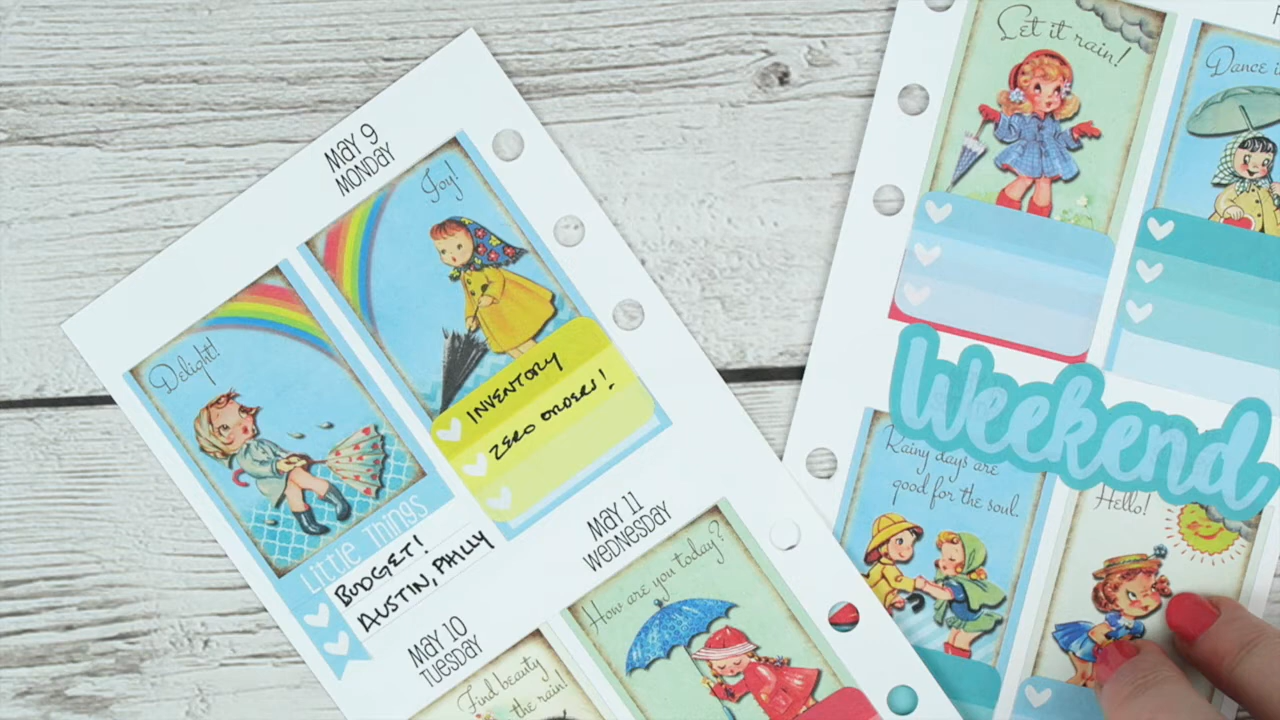 MAY 9
MONDAY
Delight!
Joy!
INVENTORY
ZERO ORDERS!
Little Things
BUDGET!
AUSTIN, PHILLY
MAY 10
TUESDAY
Find beauty
the rain!
MAY 11
WEDNESDAY
How are you today?
Let it rain!
Dance i
Weekend
Rainy days are
good for the soul.
Hello!